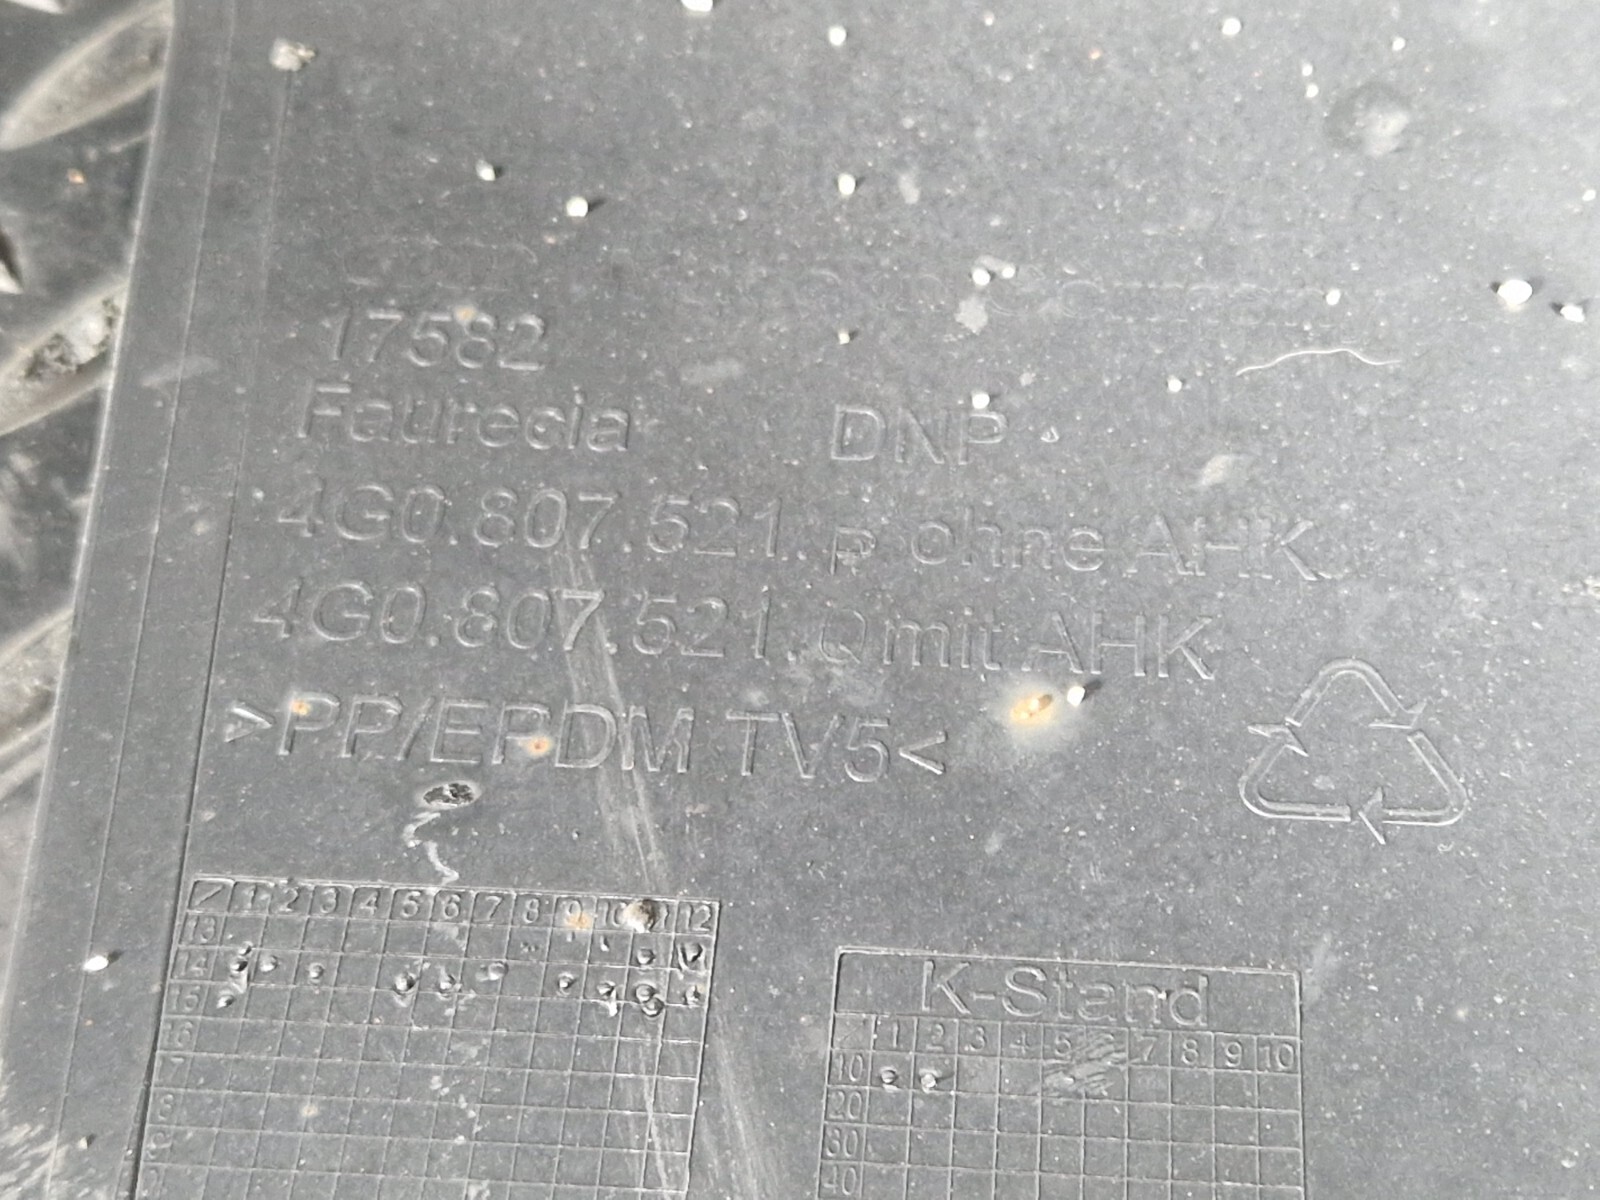 17582
Faurecia DNP
4G0.807.521. P ohne AHK
4G0.807.521. Q mit AHK
>PP/EPDM TV5<
1 2 3 4 5 6 7 8 9 10 12
13
14
15
16
K-Stand
1 2 3 4 5 6 7 8 9 10
10
20
30
40